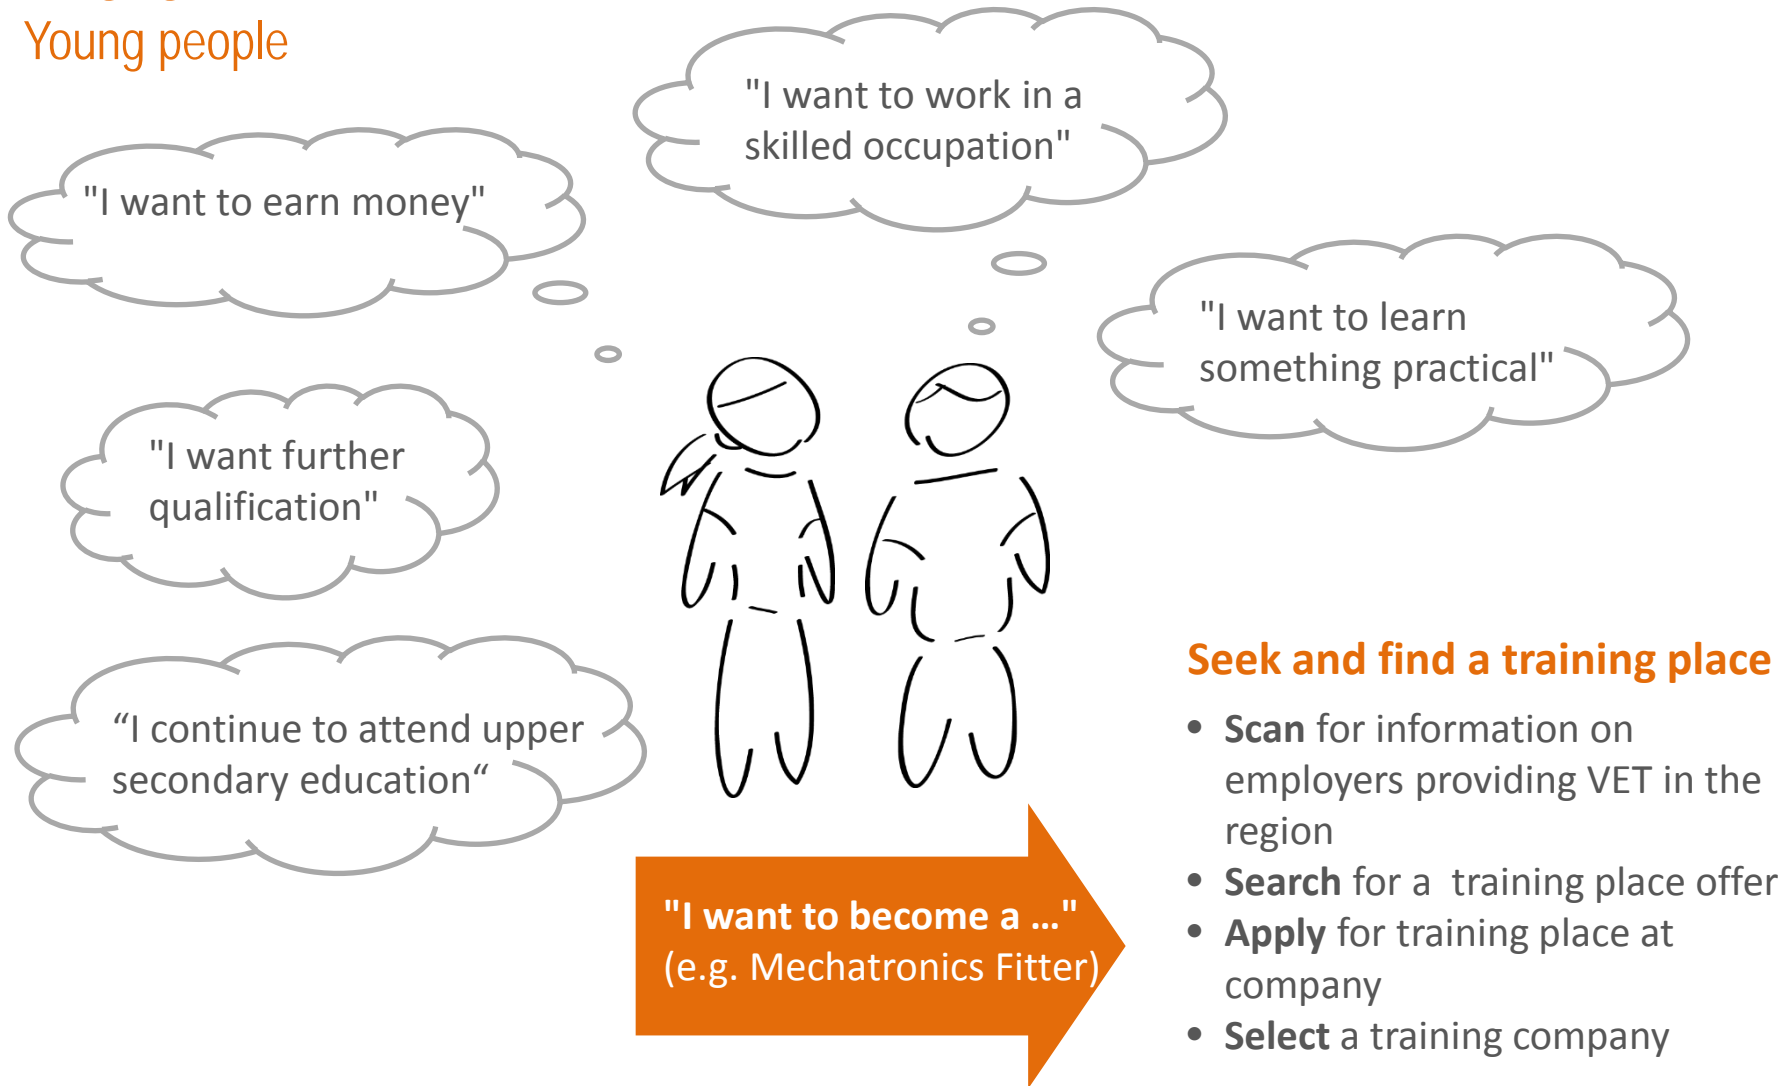 Young people
"I want to work in a
skilled occupation"
"I want to earn money"
"I want to learn
something practical"
"I want further
qualification"
“I continue to attend upper
secondary education“
Seek and find a training place
• Scan for information on
employers providing VET in the
region
• Search for a  training place offer
• Apply for training place at
company
• Select a training company
"I want to become a ..."
(e.g. Mechatronics Fitter)